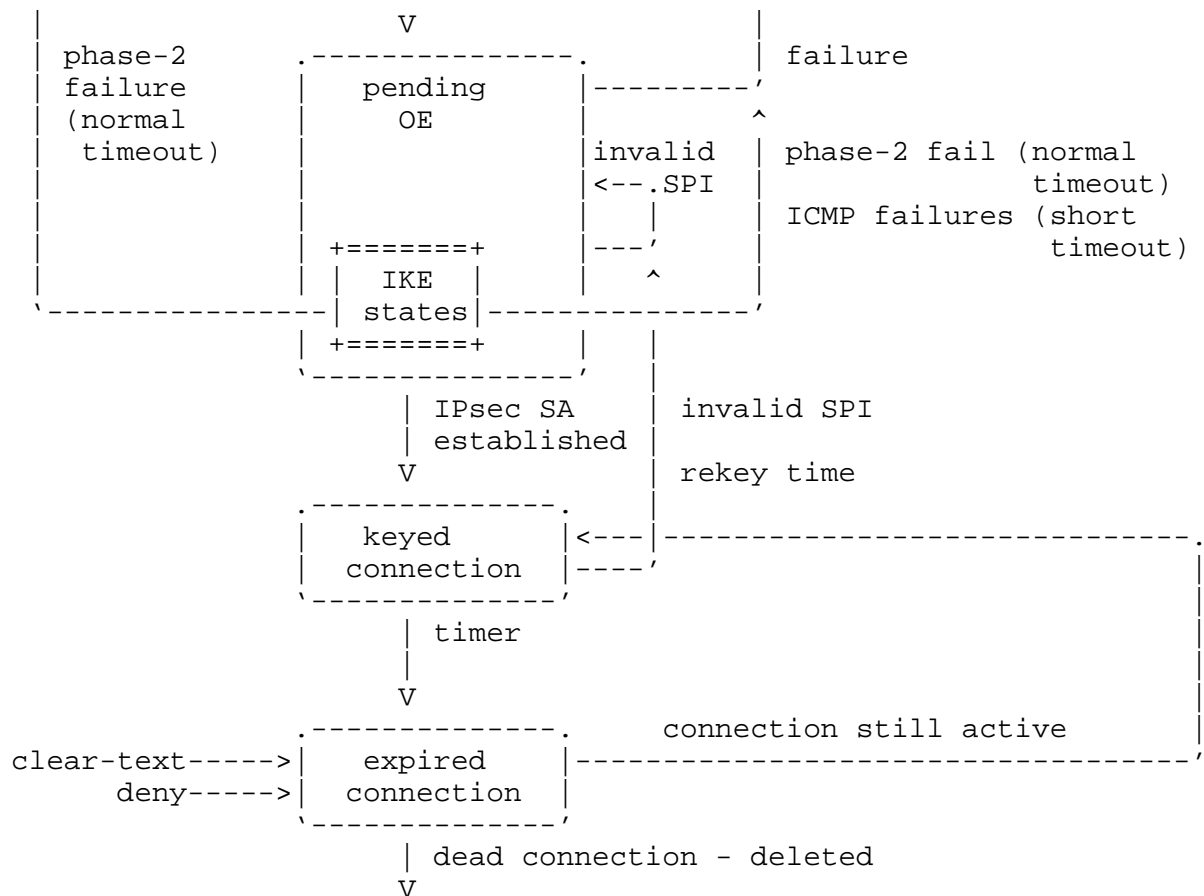 V
phase-2 failure
failure pending
(normal OE
timeout) invalid phase-2 fail (normal
SPI timeout)
ICMP failures (short
timeout)
IKE
states
IPsec SA invalid SPI
established
V rekey time
keyed
connection
timer
V
connection still active
clear-text expired
deny connection
dead connection - deleted
V